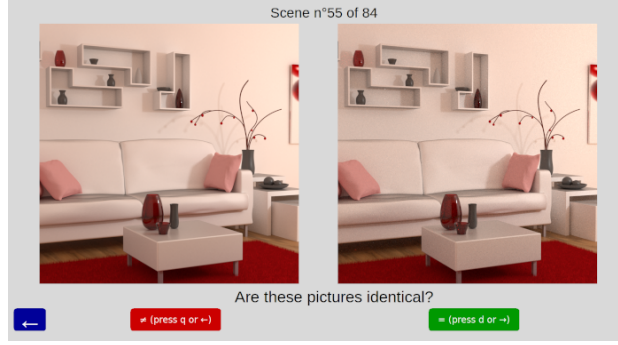 Scene n°55 of 84
Are these pictures identical?
←
≠ (press q or ←)
= (press d or →)